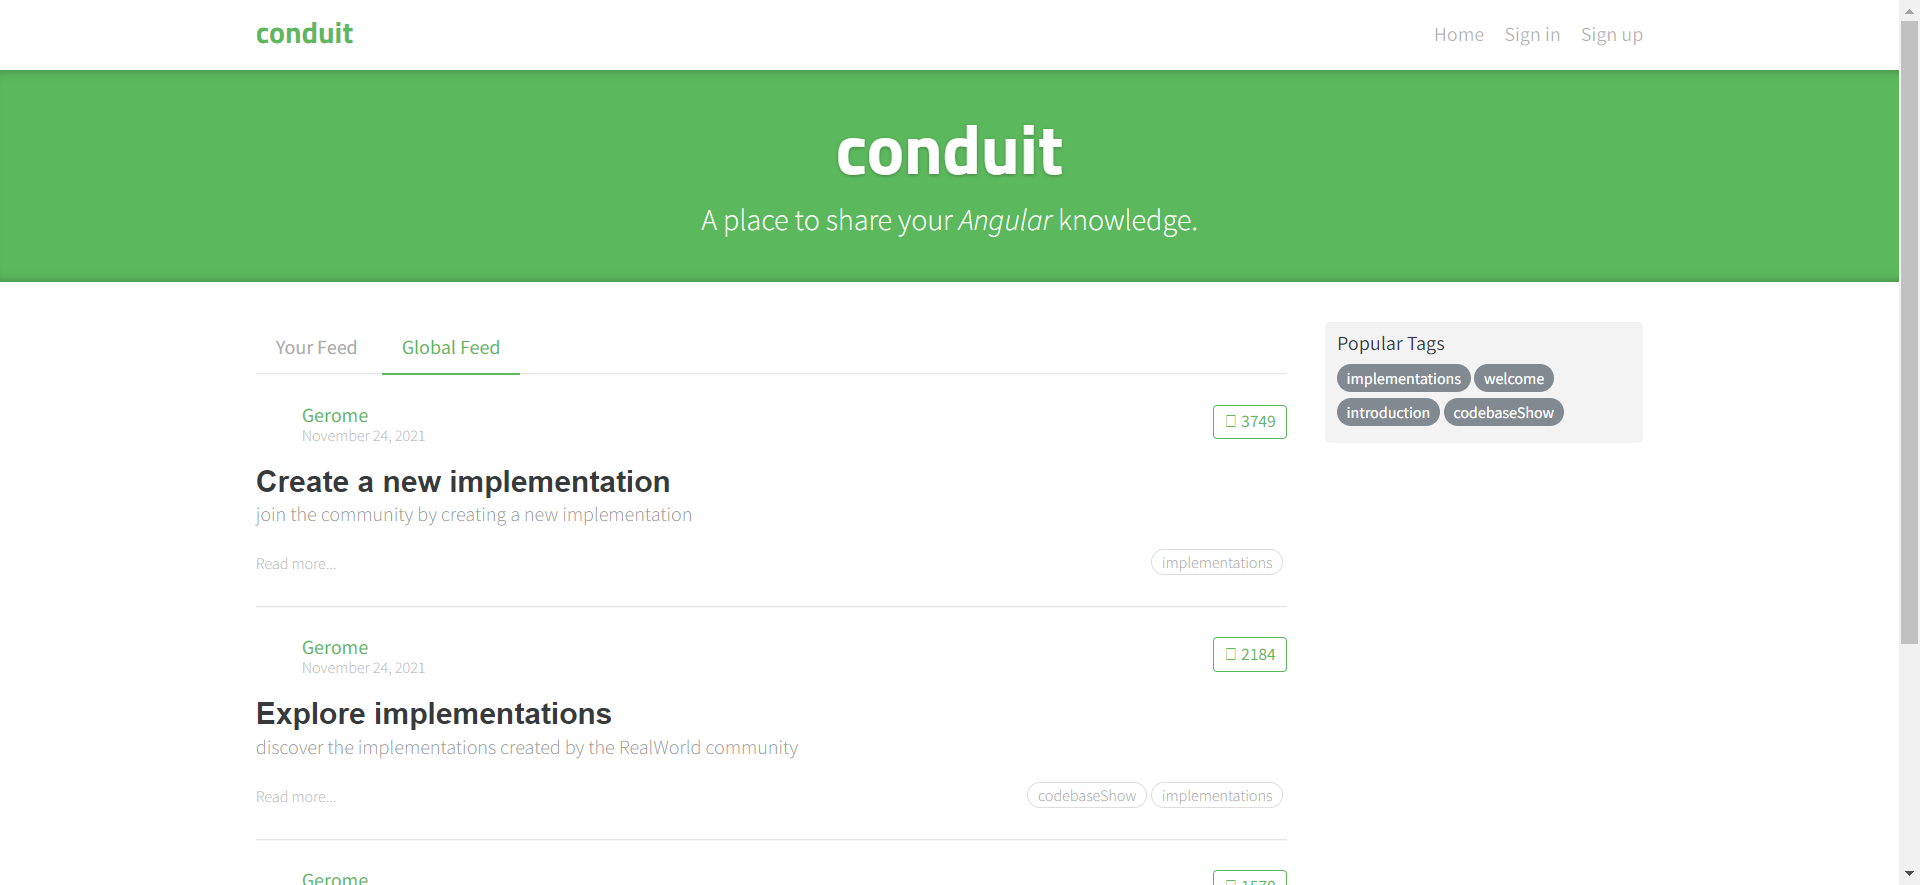 conduit
Home Sign in Sign up
conduit
A place to share your Angular knowledge.
Your Feed Global Feed
Popular Tags
implementations welcome
introduction codebaseShow
Gerome
November 24, 2021
3749
Create a new implementation
join the community by creating a new implementation
Read more...
implementations
Gerome
November 24, 2021
2184
Explore implementations
discover the implementations created by the RealWorld community
Read more...
codebaseShow implementations
Gerome